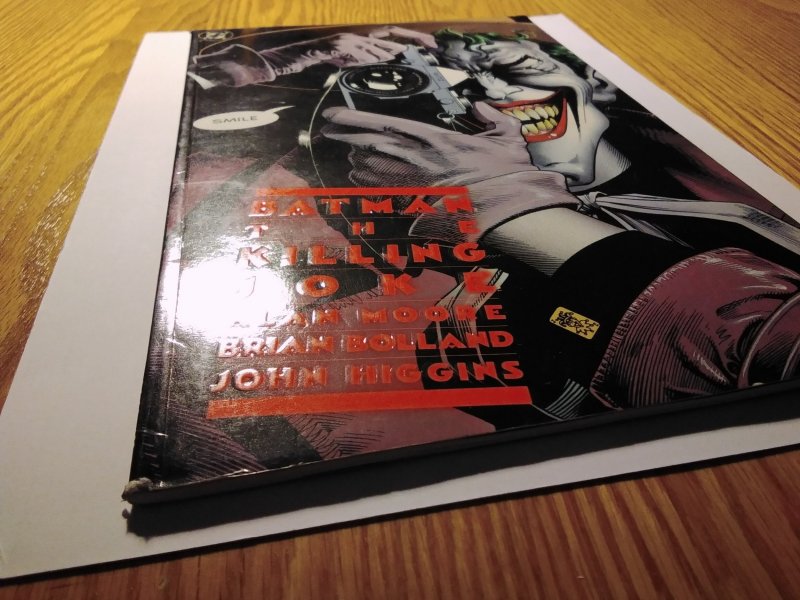 SMILE
BATMAN
THE
KILLING
JOKE
ALAN MOORE
BRIAN BOLLAND
JOHN HIGGINS